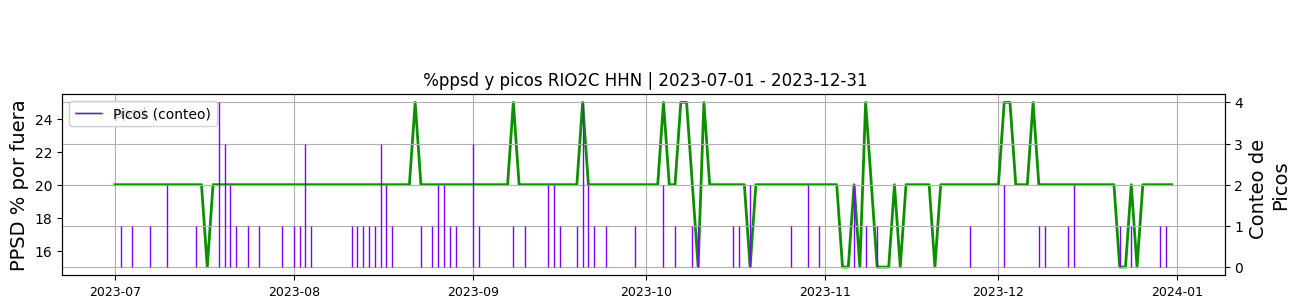 %ppsd y picos RIO2C HHN | 2023-07-01 - 2023-12-31
PPSD % por fuera
24
22
20
18
16
Picos (conteo)
4
3
2
1
0
Conteo de
Picos
2023-07 2023-08 2023-09 2023-10 2023-11 2023-12 2024-01